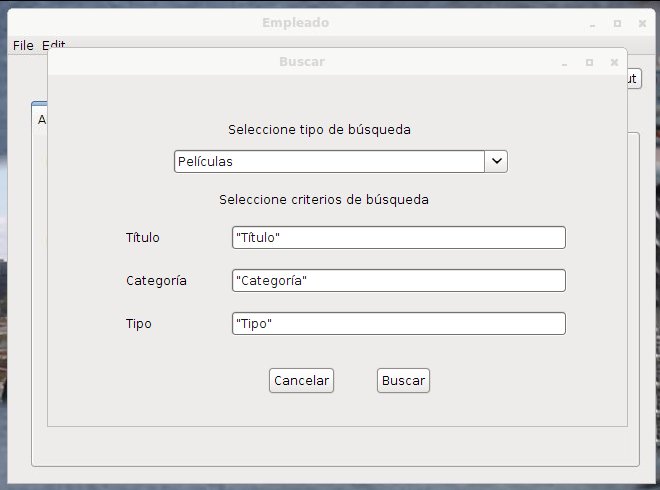 Empleado
File Edit
Buscar
Seleccione tipo de búsqueda
Películas
Seleccione criterios de búsqueda
Título "Título"
Categoría "Categoría"
Tipo "Tipo"
Cancelar Buscar